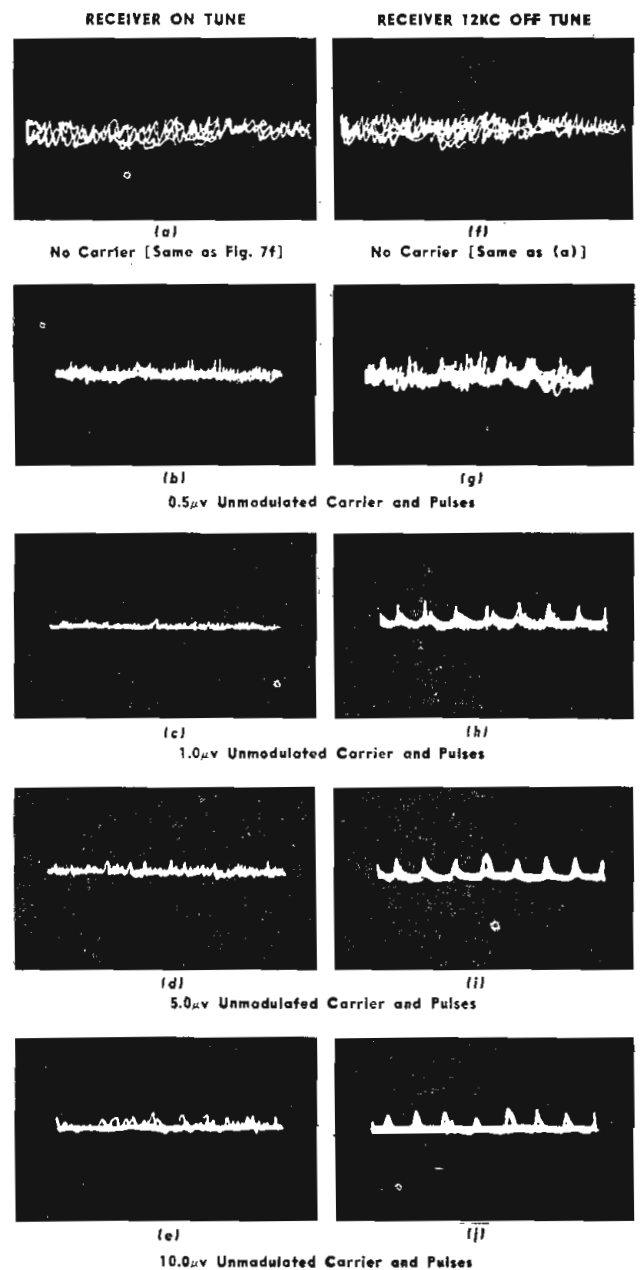 RECEIVER ON TUNE
RECEIVER 12KC OFF TUNE
(a)
(f)
No Carrier [Same as Fig. 7f]
No Carrier [Same as (a)]
(b)
(g)
0.5μv Unmodulated Carrier and Pulses
(c)
(h)
1.0μv Unmodulated Carrier and Pulses
(d)
(i)
5.0μv Unmodulated Carrier and Pulses
(e)
(j)
10.0μv Unmodulated Carrier and Pulses